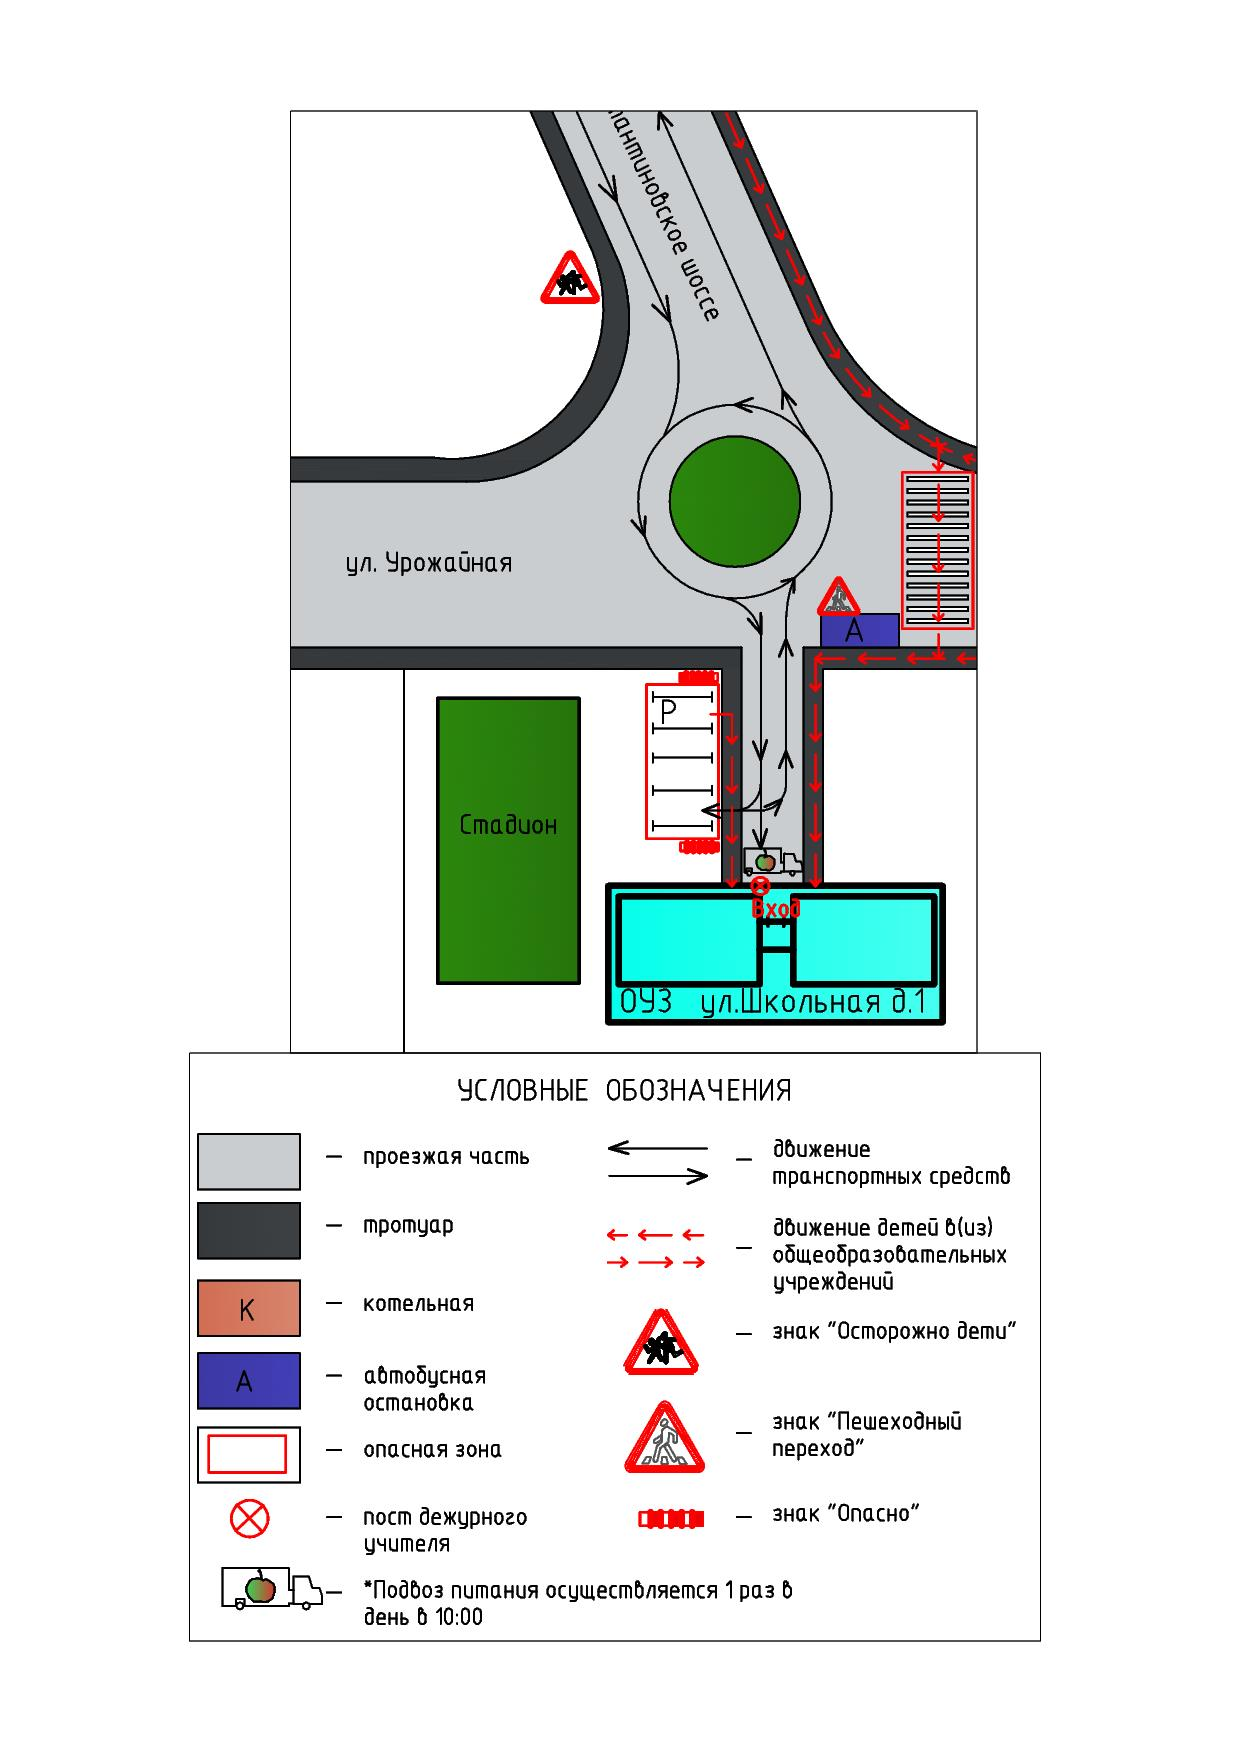 антиновское шоссе
ул. Урожайная
А
Р
Стадион
Вход
ОУЗ ул.Школьная д.1
УСЛОВНЫЕ ОБОЗНАЧЕНИЯ
— проезжая часть
— тротуар
К — котельная
А — автобусная
остановка
— опасная зона
— пост дежурного
учителя
— *Подвоз питания осуществляется 1 раз в
день в 10:00
— движение
транспортных средств
— движение детей в(из)
общеобразовательных
учреждений
— знак "Осторожно дети"
— знак "Пешеходный
переход"
— знак "Опасно"